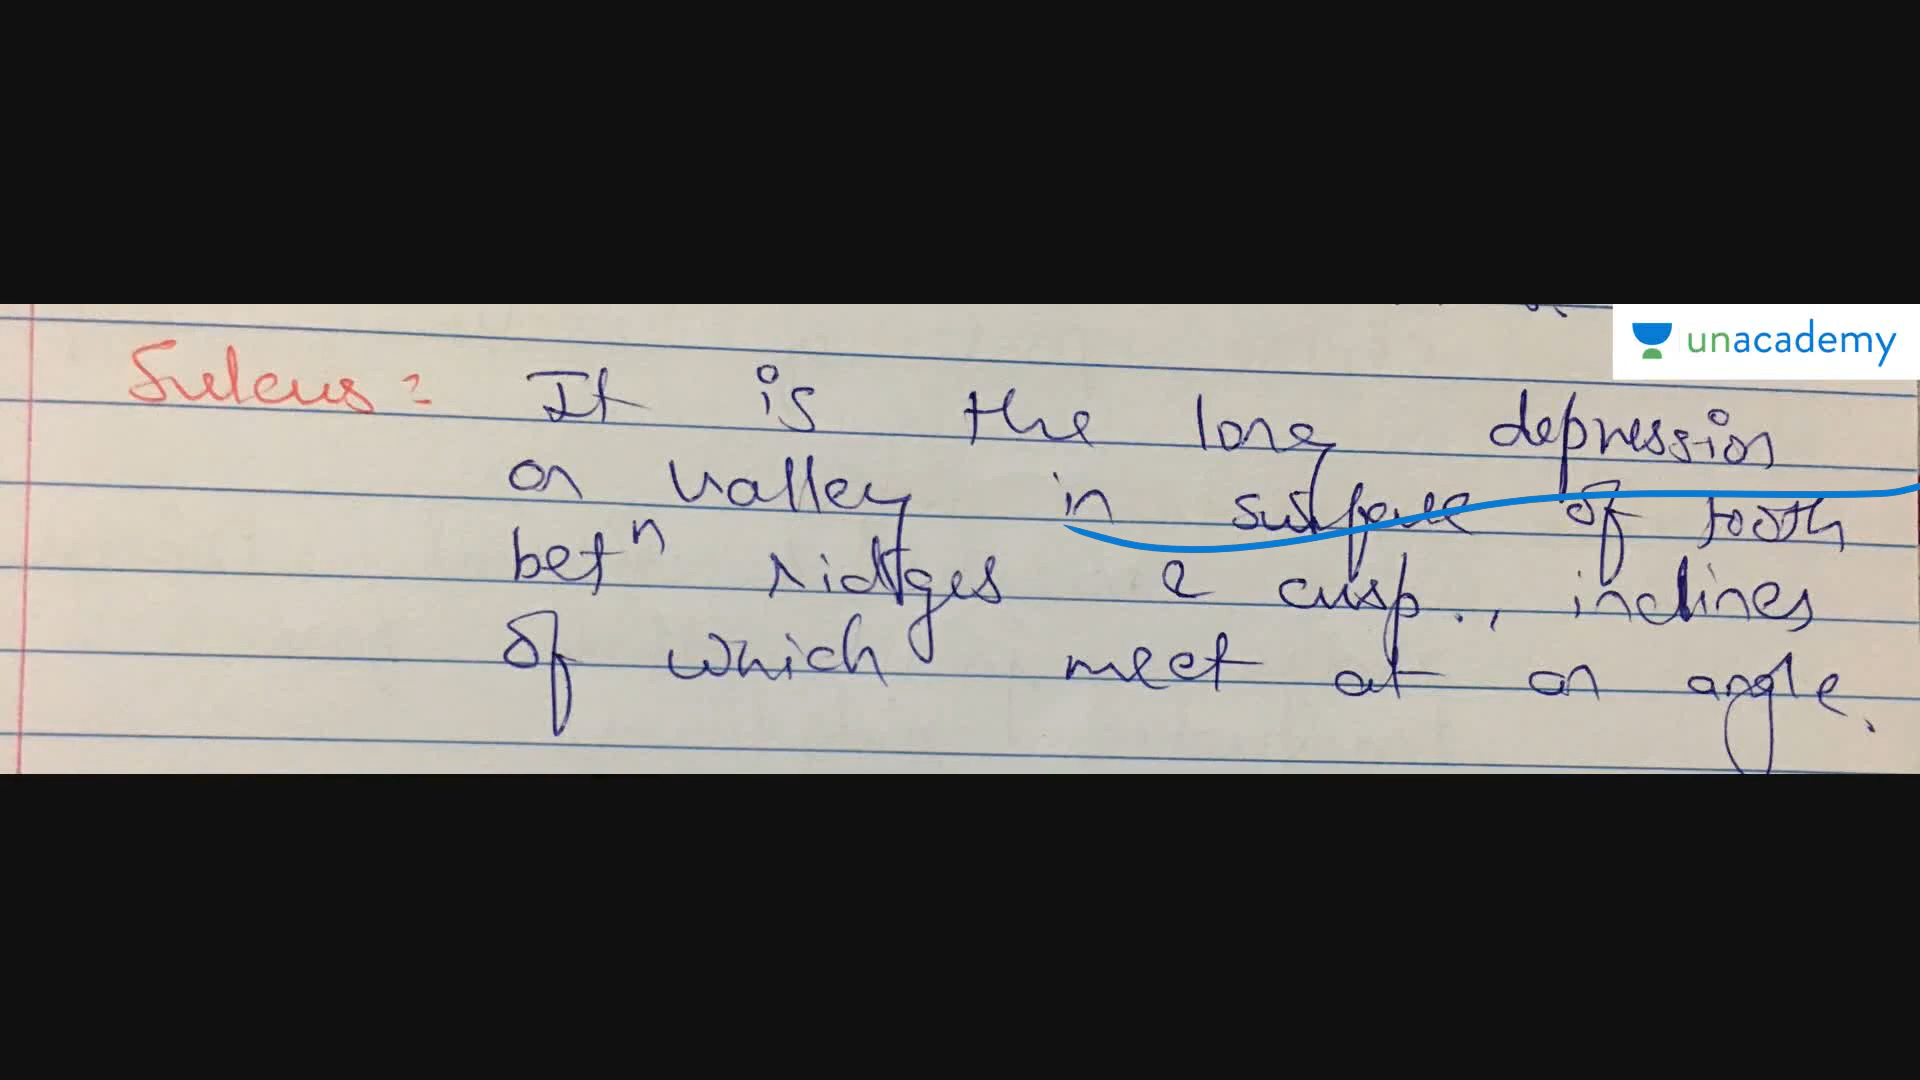 unacademy
Sulcus : It is the long depression
or valley in surface of tooth
betⁿ ridges & cusp., inclines
of which meet at an angle.